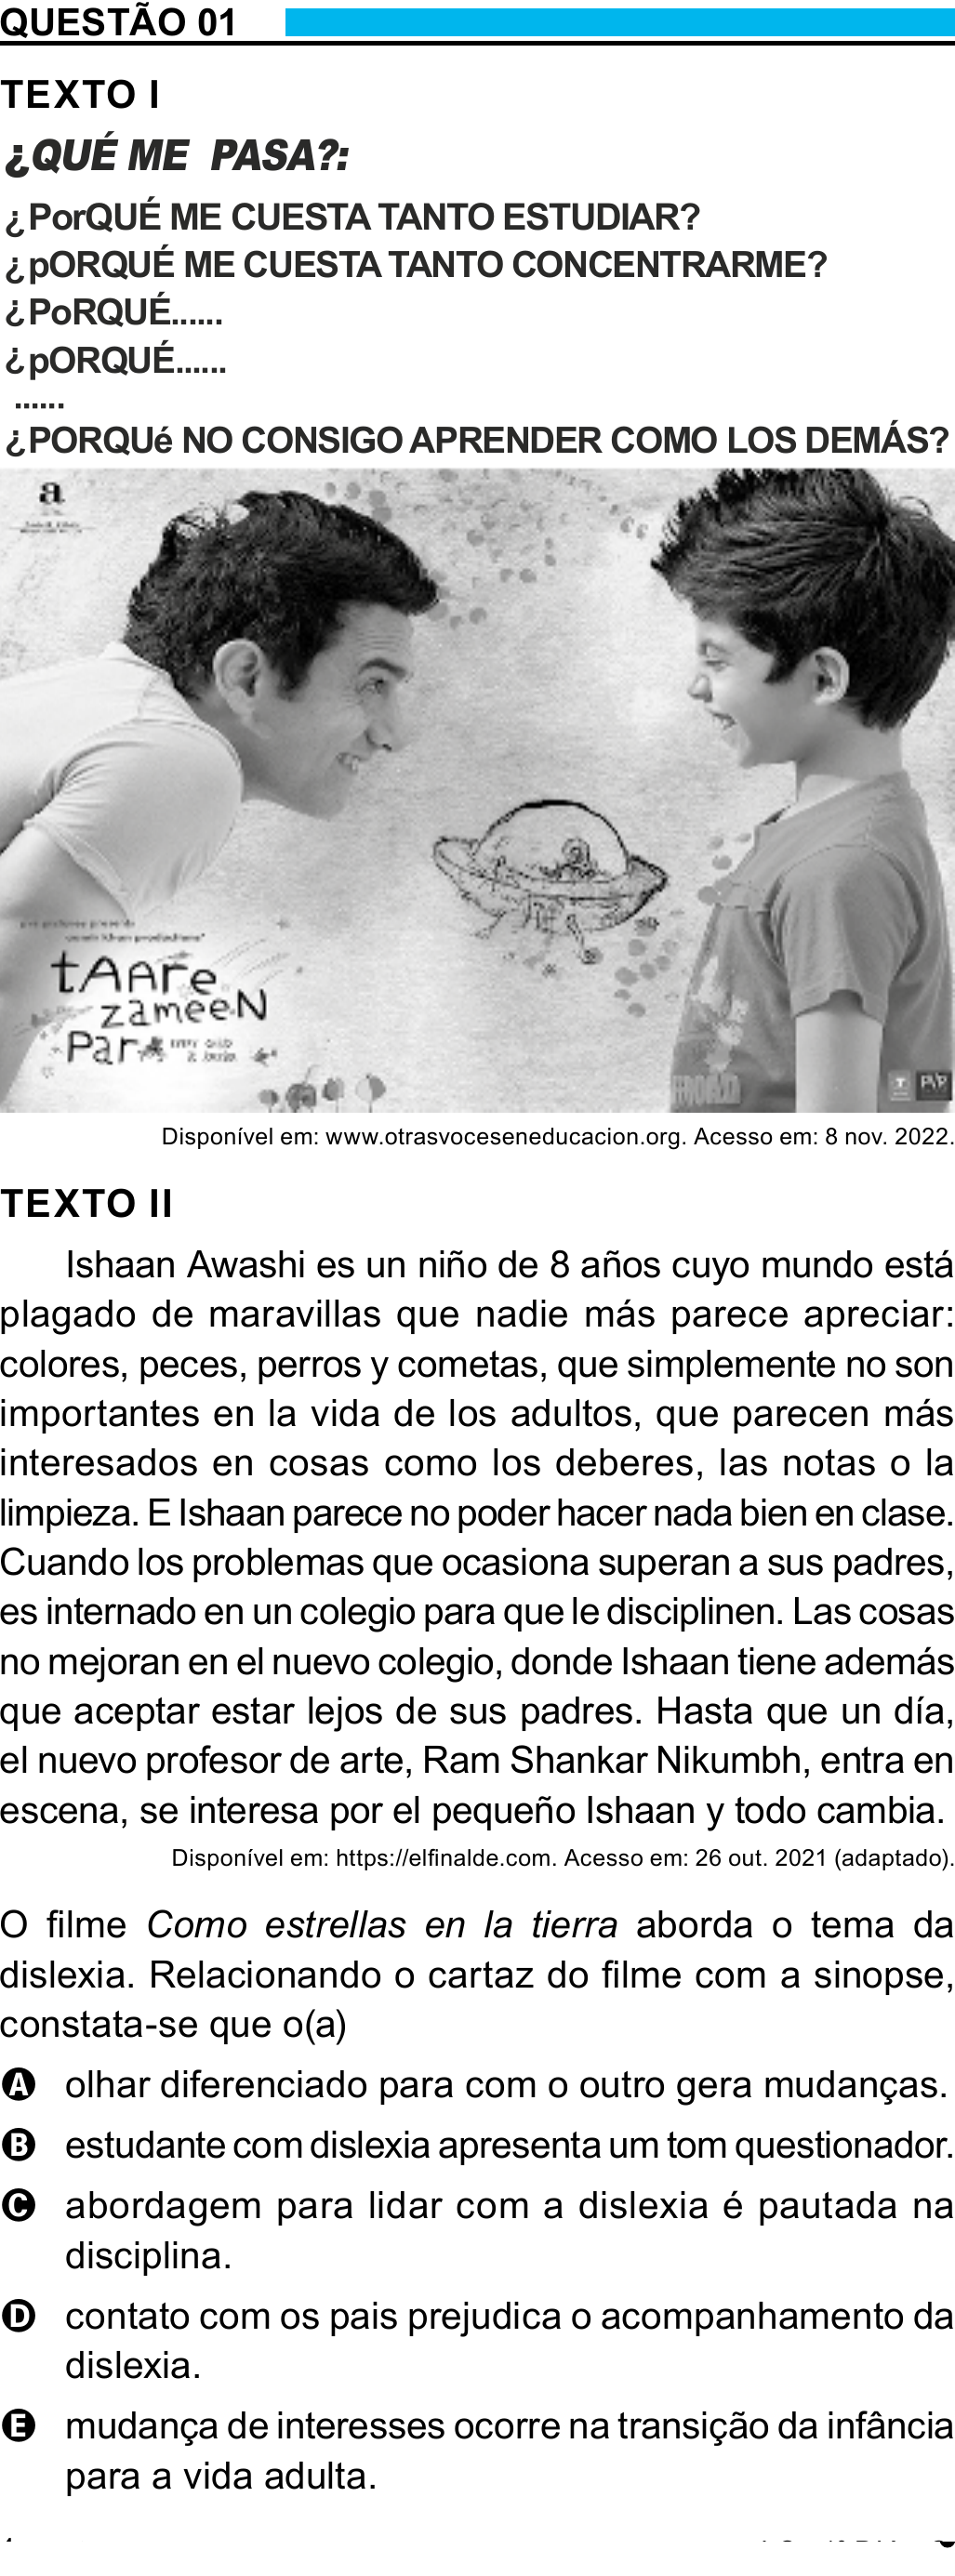 QUESTÃO 01
TEXTO I
¿QUÉ ME PASA?:
¿PorQUÉ ME CUESTA TANTO ESTUDIAR?
¿pORQUÉ ME CUESTA TANTO CONCENTRARME?
¿PoRQUÉ......
¿pORQUÉ......
......
¿PORQUé NO CONSIGO APRENDER COMO LOS DEMÁS?
a
tAAre
zameeN
Par
PVR
Disponível em: www.otrasvoceseneducacion.org. Acesso em: 8 nov. 2022.
TEXTO II
Ishaan Awashi es un niño de 8 años cuyo mundo está
plagado de maravillas que nadie más parece apreciar:
colores, peces, perros y cometas, que simplemente no son
importantes en la vida de los adultos, que parecen más
interesados en cosas como los deberes, las notas o la
limpieza. E Ishaan parece no poder hacer nada bien en clase.
Cuando los problemas que ocasiona superan a sus padres,
es internado en un colegio para que le disciplinen. Las cosas
no mejoran en el nuevo colegio, donde Ishaan tiene además
que aceptar estar lejos de sus padres. Hasta que un día,
el nuevo profesor de arte, Ram Shankar Nikumbh, entra en
escena, se interesa por el pequeño Ishaan y todo cambia.
Disponível em: https://elfinalde.com. Acesso em: 26 out. 2021 (adaptado).
O filme Como estrellas en la tierra aborda o tema da
dislexia. Relacionando o cartaz do filme com a sinopse,
constata-se que o(a)
A olhar diferenciado para com o outro gera mudanças.
B estudante com dislexia apresenta um tom questionador.
C abordagem para lidar com a dislexia é pautada na
disciplina.
D contato com os pais prejudica o acompanhamento da
dislexia.
E mudança de interesses ocorre na transição da infância
para a vida adulta.